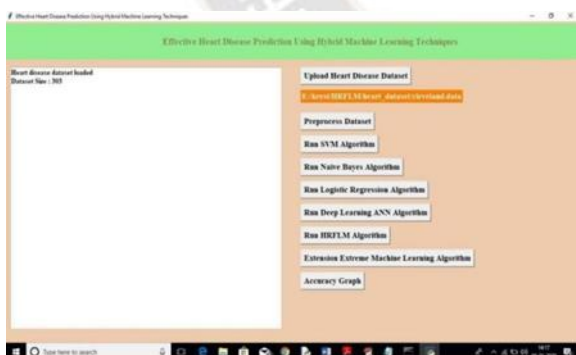 Effective Heart Disease Prediction Using Hybrid Machine Learning Techniques
Effective Heart Disease Prediction Using Hybrid Machine Learning Techniques
Heart disease dataset loaded
Dataset Size : 303
Upload Heart Disease Dataset
Preprocess Dataset
Run SVM Algorithm
Run Naive Bayes Algorithm
Run Logistic Regression Algorithm
Run Deep Learning ANN Algorithm
Run HRFLM Algorithm
Extension Extreme Machine Learning Algorithm
Accuracy Graph
Type here to search